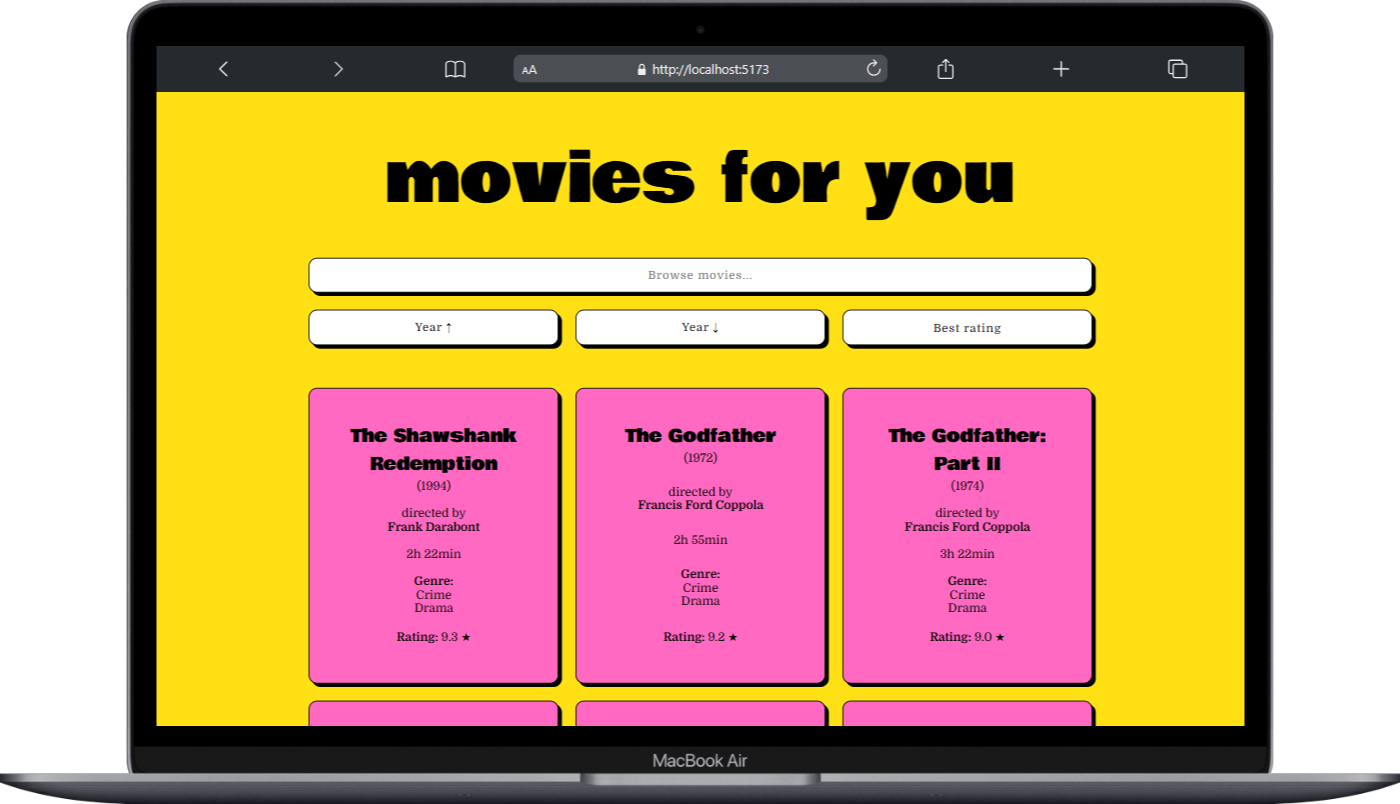 AA
http://localhost:5173
movies for you
Browse movies...
Year ↑
Year ↓
Best rating
The Shawshank
Redemption
(1994)
directed by
Frank Darabont
2h 22min
Genre:
Crime
Drama
Rating: 9.3 ★
The Godfather
(1972)
directed by
Francis Ford Coppola
2h 55min
Genre:
Crime
Drama
Rating: 9.2 ★
The Godfather:
Part II
(1974)
directed by
Francis Ford Coppola
3h 22min
Genre:
Crime
Drama
Rating: 9.0 ★
MacBook Air